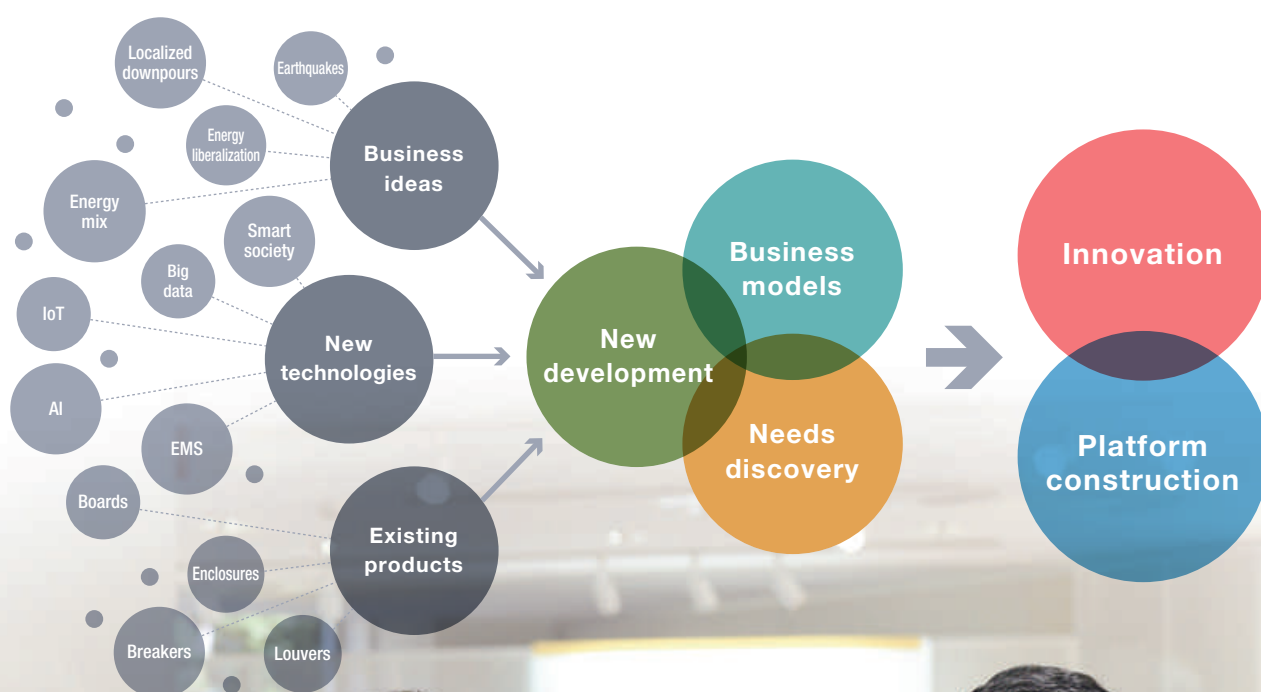 Localized
downpours
Earthquakes
Energy
liberalization
Energy
mix
Business
ideas
Smart
society
Big
data
IoT
AI
EMS
New
technologies
Boards
Enclosures
Breakers
Louvers
Existing
products
New
development
Business
models
Needs
discovery
Innovation
Platform
construction